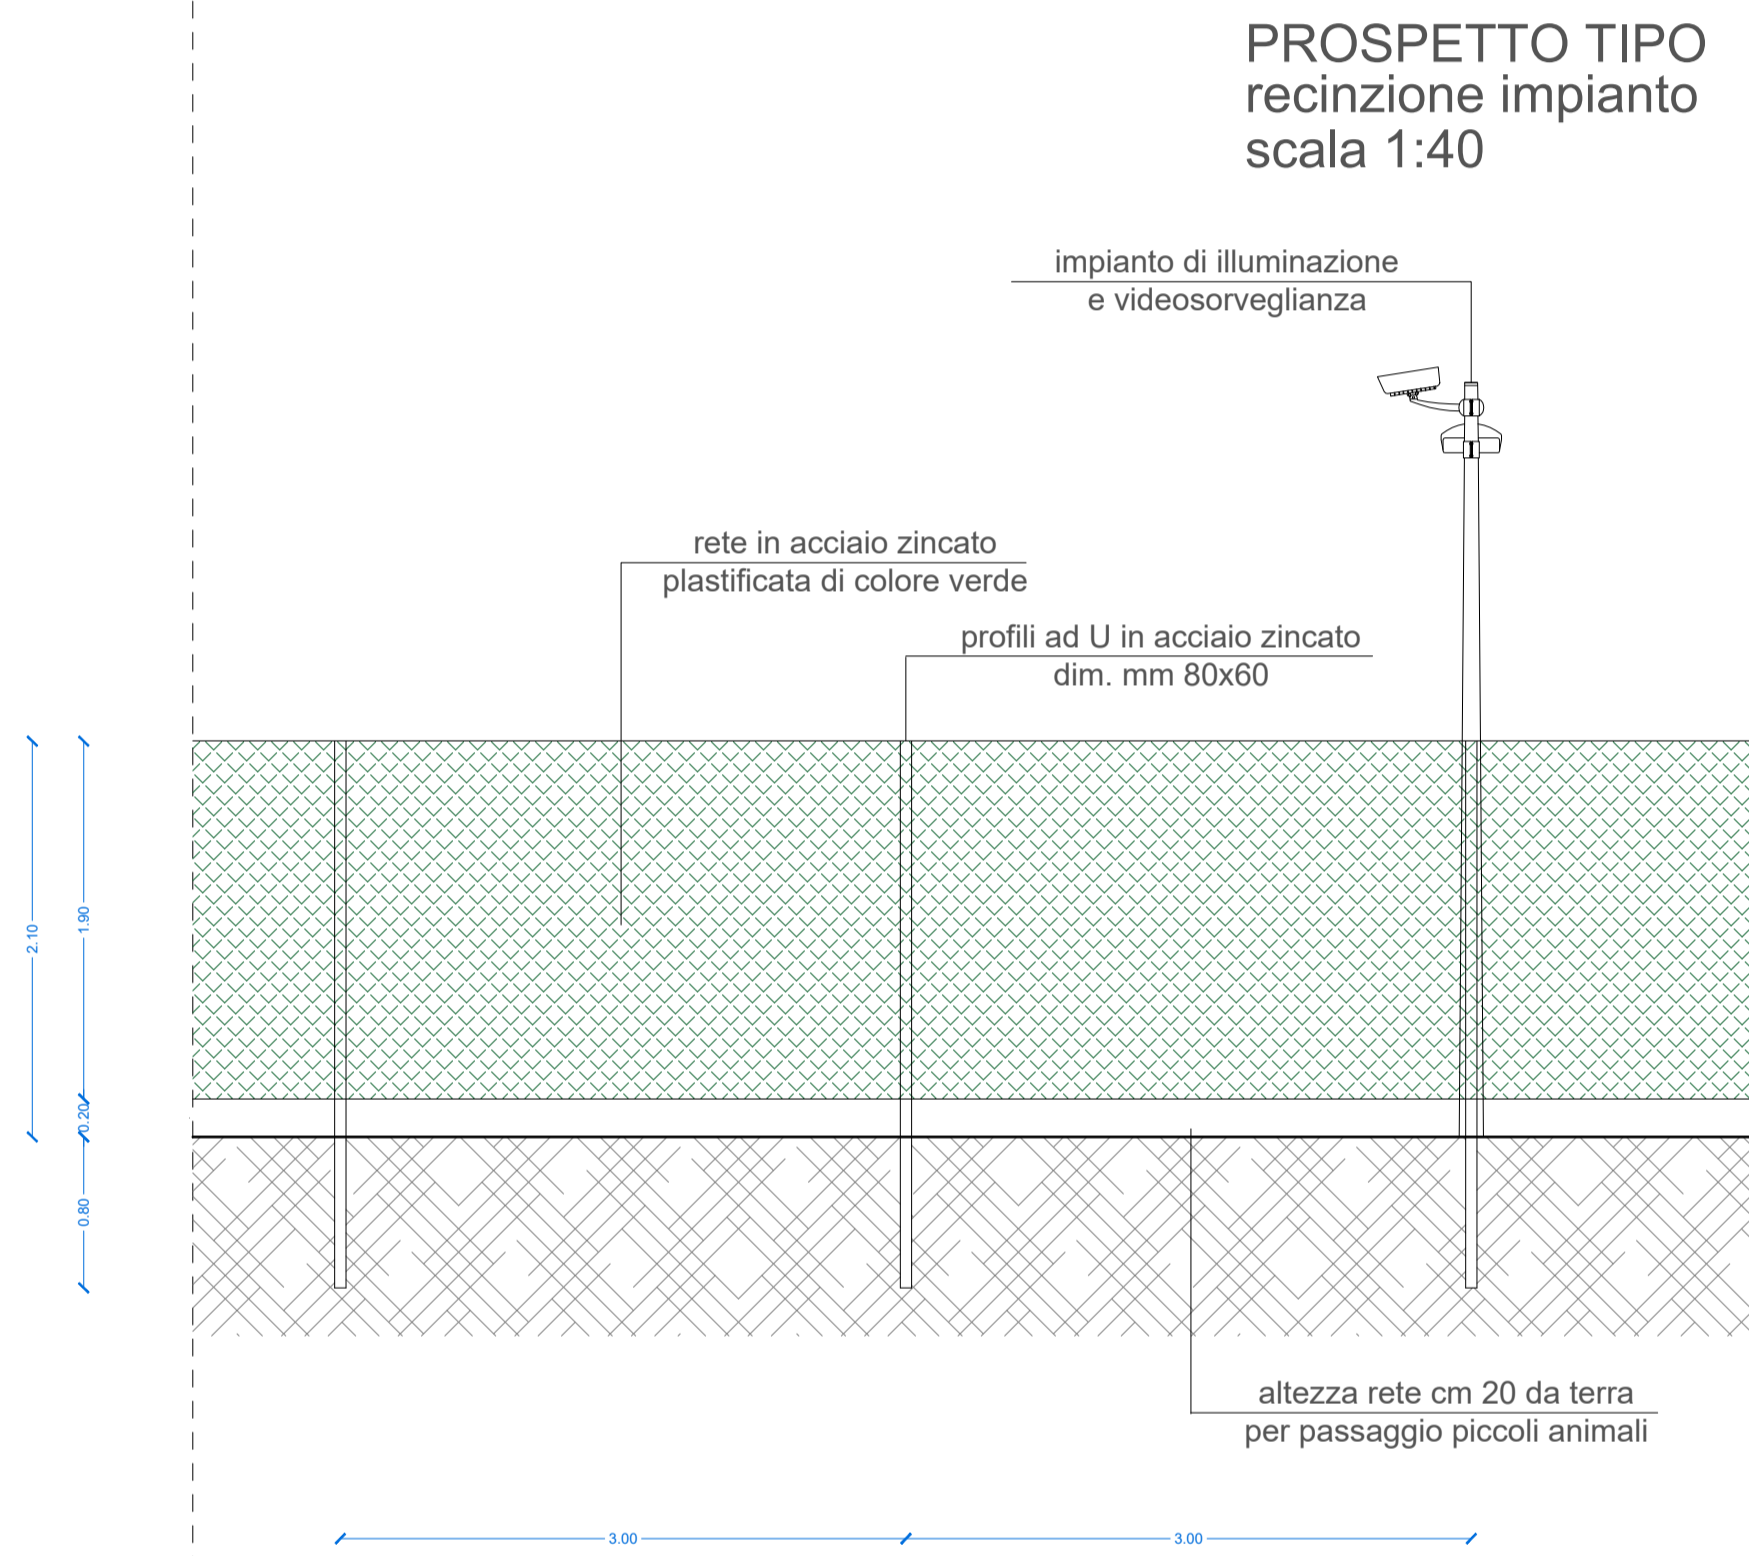 PROSPETTO TIPO
recinzione impianto
scala 1:40
impianto di illuminazione
e videosorveglianza
rete in acciaio zincato
plastificata di colore verde
profili ad U in acciaio zincato
dim. mm 80x60
2.10
1.90
0.20
0.80
altezza rete cm 20 da terra
per passaggio piccoli animali
3.00
3.00